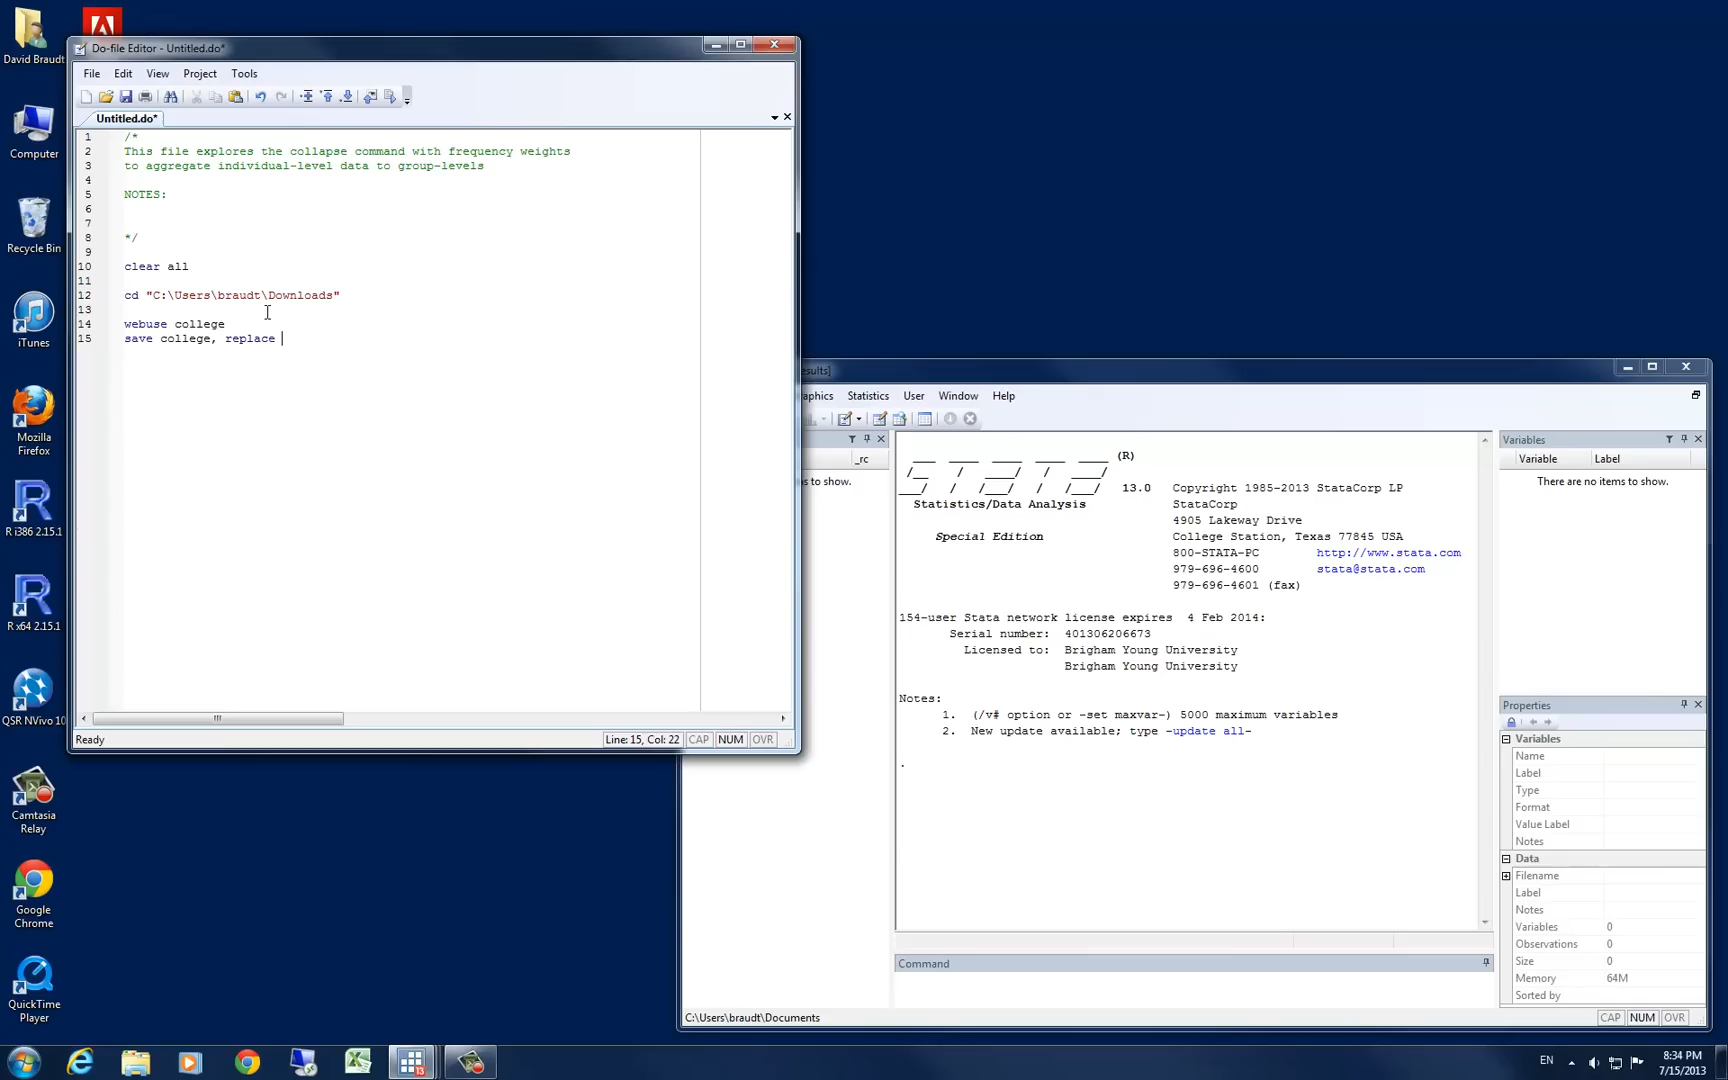 David Braudt
Computer
Recycle Bin
iTunes
Mozilla
Firefox
R i386 2.15.1
R x64 2.15.1
QSR NVivo 10
Camtasia
Relay
Google
Chrome
QuickTime
Player
Do-file Editor - Untitled.do*
File Edit View Project Tools
Untitled.do*
1 /*
2 This file explores the collapse command with frequency weights
3 to aggregate individual-level data to group-levels
4
5 NOTES:
6
7
8 */
9
10 clear all
11
12 cd "C:\Users\braudt\Downloads"
13
14 webuse college
15 save college, replace
Ready
Line: 15, Col: 22 CAP NUM OVR
esults]
aphics Statistics User Window Help
_rc
s to show.
(R)
13.0 Copyright 1985-2013 StataCorp LP
Statistics/Data Analysis StataCorp
4905 Lakeway Drive
Special Edition College Station, Texas 77845 USA
800-STATA-PC http://www.stata.com
979-696-4600 stata@stata.com
979-696-4601 (fax)
154-user Stata network license expires 4 Feb 2014:
Serial number: 401306206673
Licensed to: Brigham Young University
Brigham Young University
Notes:
1. (/v# option or -set maxvar-) 5000 maximum variables
2. New update available; type -update all-
.
Command
C:\Users\braudt\Documents
Variables
Variable Label
There are no items to show.
Properties
Variables
Name
Label
Type
Format
Value Label
Notes
Data
Filename
Label
Notes
Variables 0
Observations 0
Size 0
Memory 64M
Sorted by
CAP NUM OVR
13
EN
8:34 PM
7/15/2013